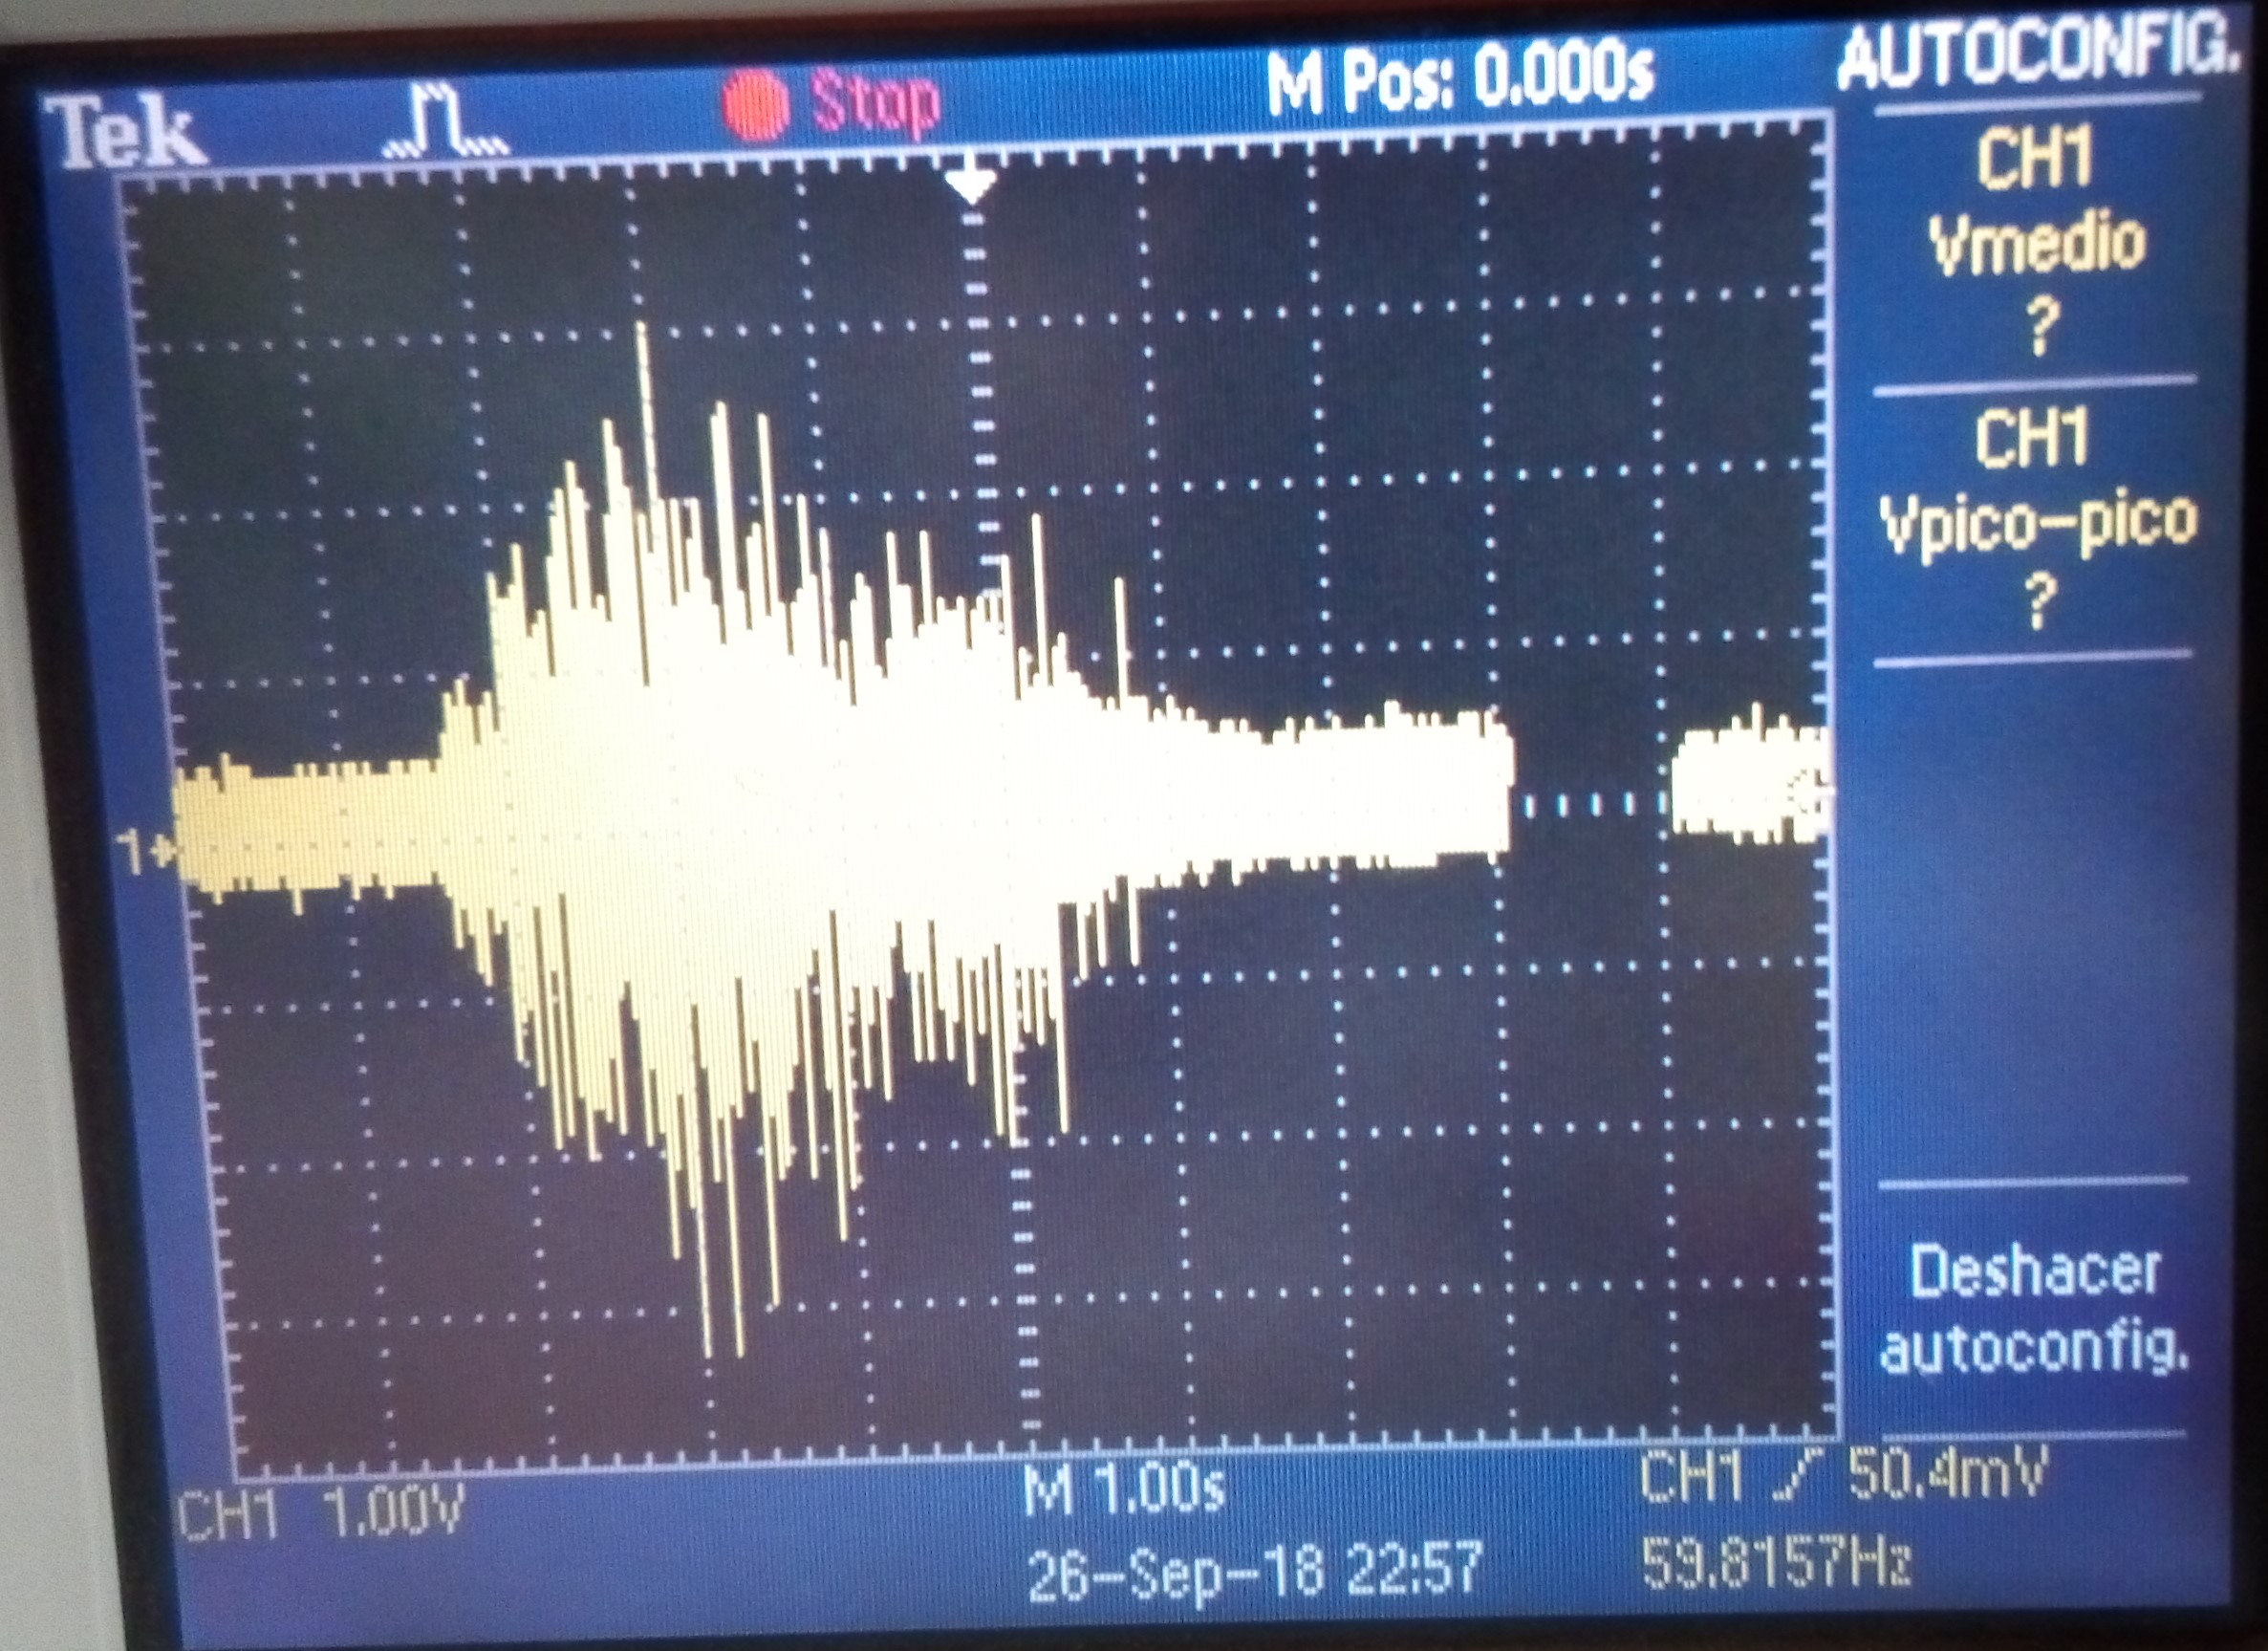 Tek Stop M Pos: 0.000s AUTOCONFIG.
CH1
Vmedio
?
CH1
Vpico-pico
?
1
Deshacer
autoconfig.
CH1 1.00V M 1.00s CH1 50.4mV
26-Sep-18 22:57 59.8157Hz